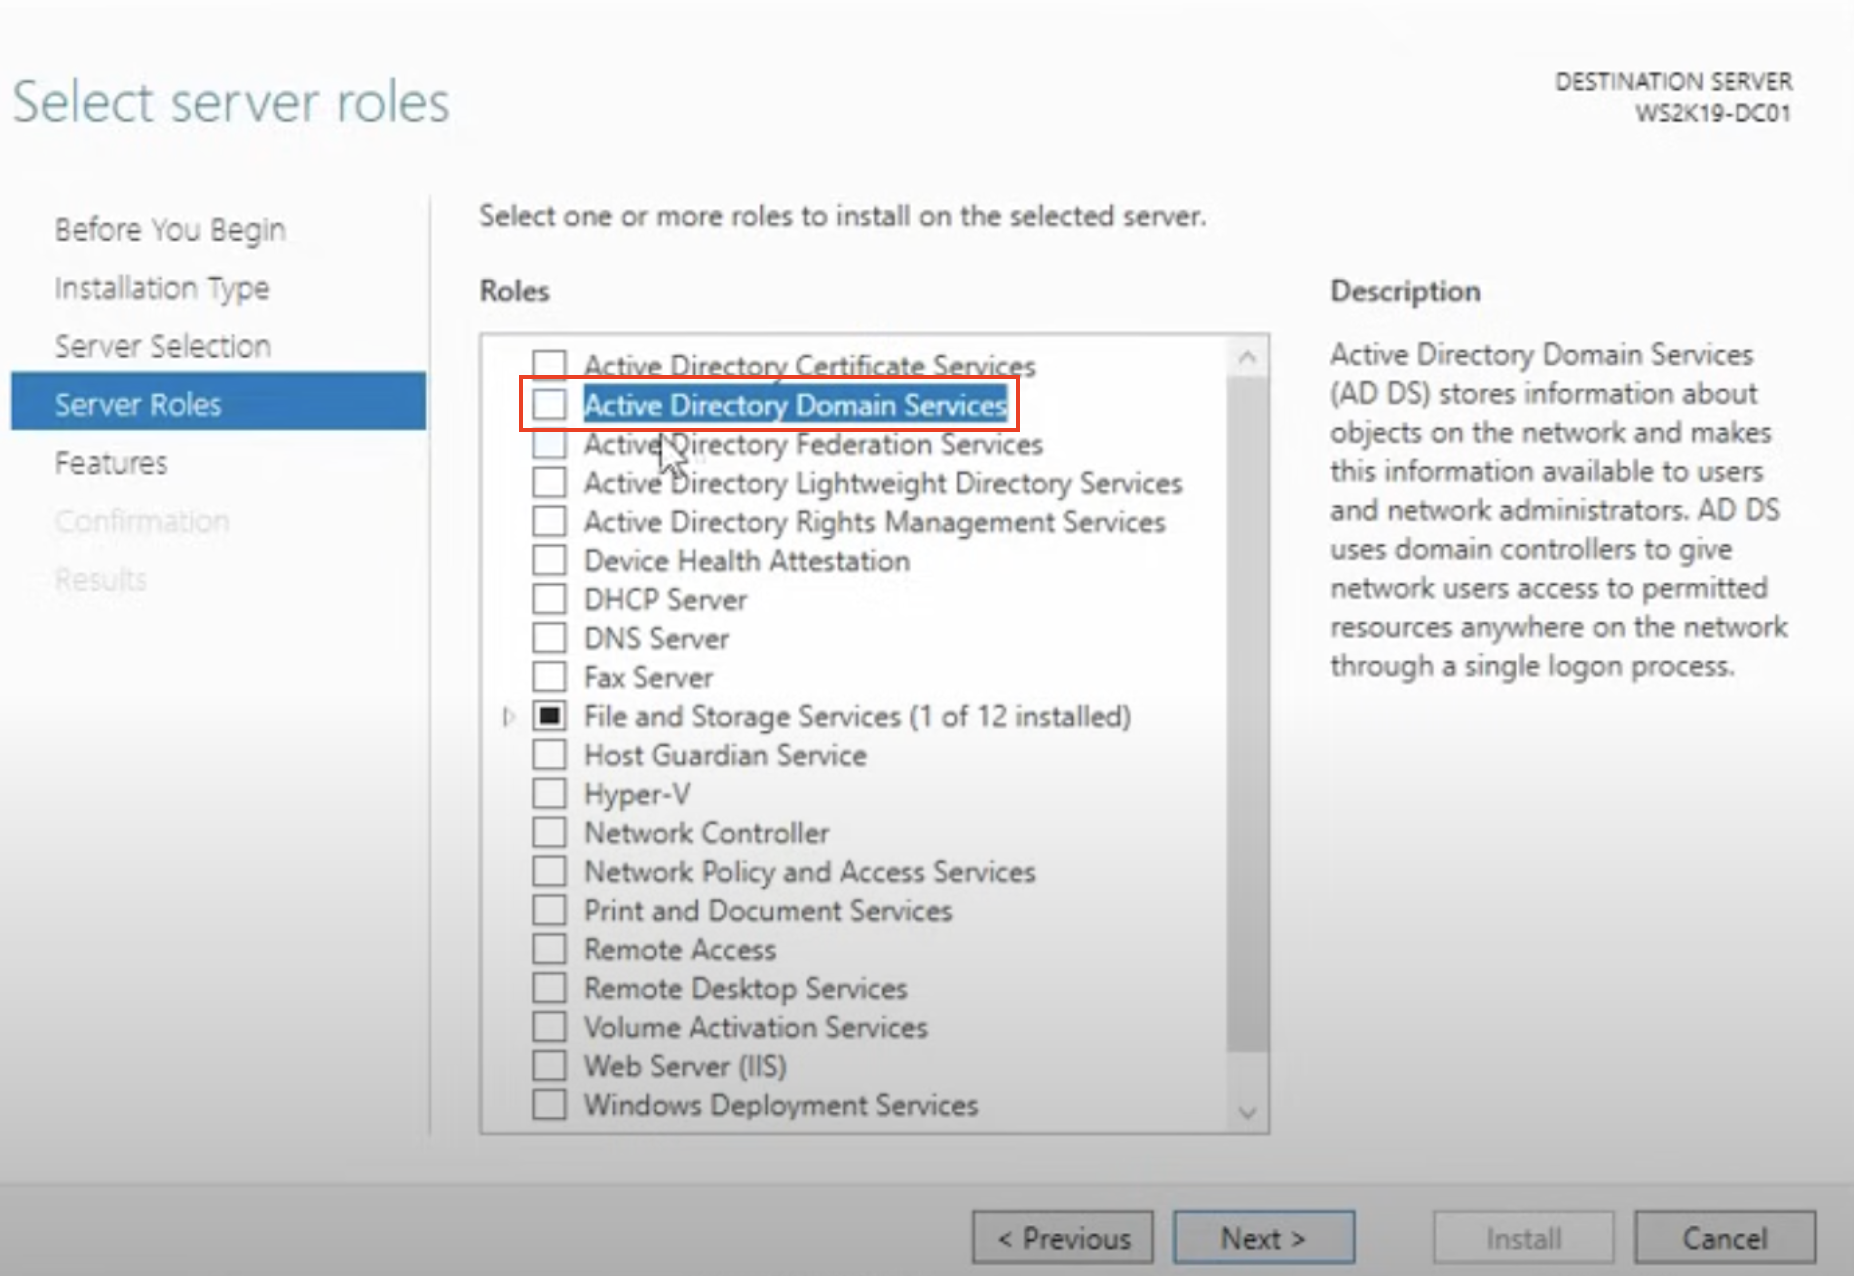 Select server roles
DESTINATION SERVER
WS2K19-DC01
Before You Begin
Installation Type
Server Selection
Server Roles
Features
Confirmation
Results
Select one or more roles to install on the selected server.
Roles
Active Directory Certificate Services
Active Directory Domain Services
Active Directory Federation Services
Active Directory Lightweight Directory Services
Active Directory Rights Management Services
Device Health Attestation
DHCP Server
DNS Server
Fax Server
File and Storage Services (1 of 12 installed)
Host Guardian Service
Hyper-V
Network Controller
Network Policy and Access Services
Print and Document Services
Remote Access
Remote Desktop Services
Volume Activation Services
Web Server (IIS)
Windows Deployment Services
Description
Active Directory Domain Services
(AD DS) stores information about
objects on the network and makes
this information available to users
and network administrators. AD DS
uses domain controllers to give
network users access to permitted
resources anywhere on the network
through a single logon process.
< Previous
Next >
Install
Cancel